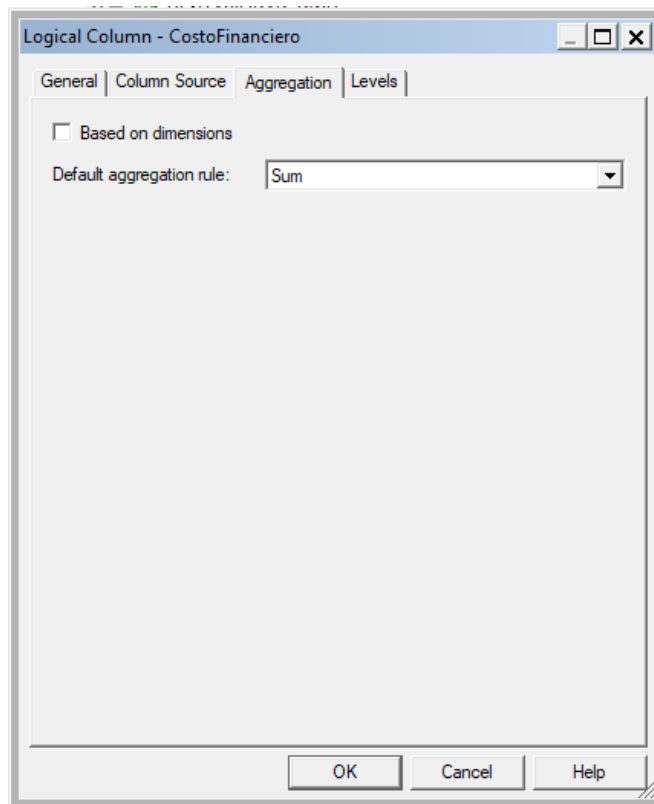 Logical Column - CostoFinanciero
General
Column Source
Aggregation
Levels
Based on dimensions
Default aggregation rule:
Sum
OK
Cancel
Help